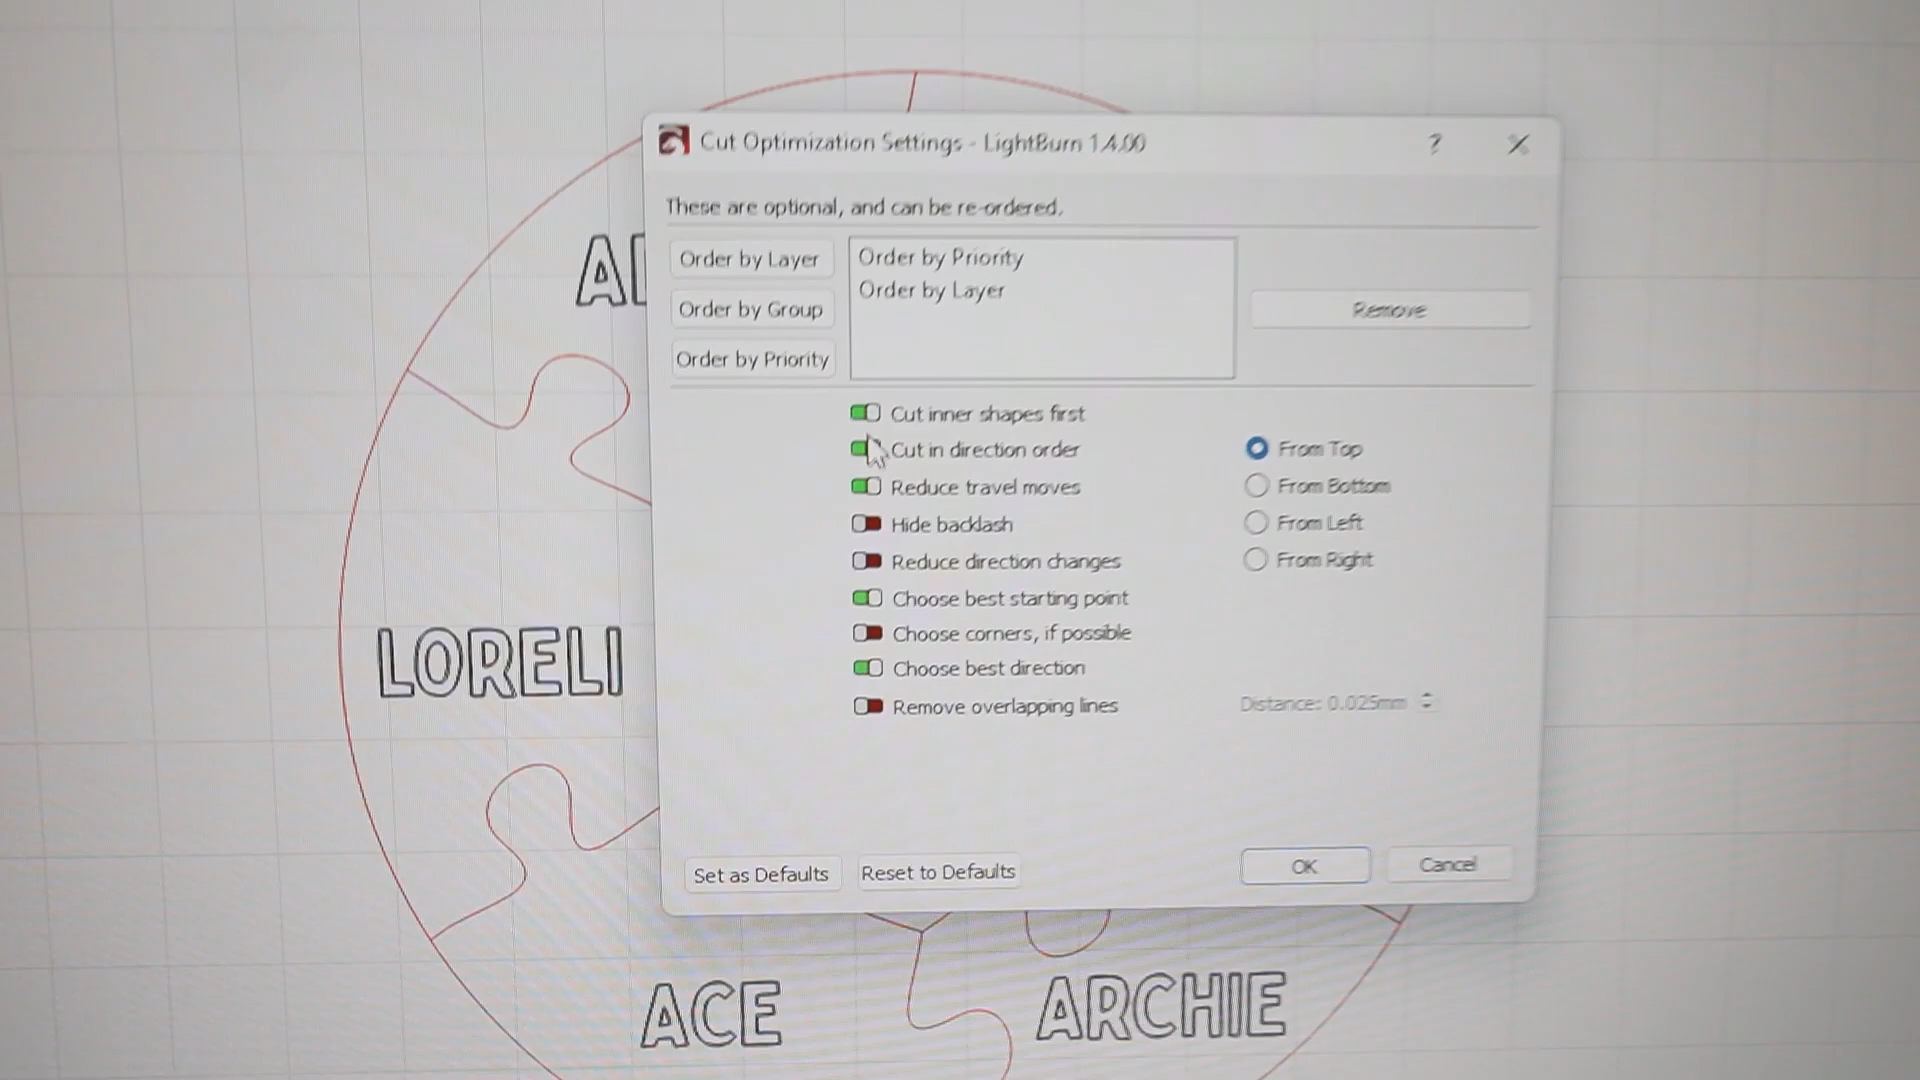 Cut Optimization Settings - LightBurn 1.4.00
?
These are optional, and can be re-ordered.
Order by Layer
Order by Group
Order by Priority
Order by Priority
Order by Layer
Remove
Cut inner shapes first
Cut in direction order
Reduce travel moves
Hide backlash
Reduce direction changes
Choose best starting point
Choose corners, if possible
Choose best direction
Remove overlapping lines
From Top
From Bottom
From Left
From Right
Distance: 0.025mm
Set as Defaults
Reset to Defaults
OK
Cancel
LORELI
ACE
ARCHIE